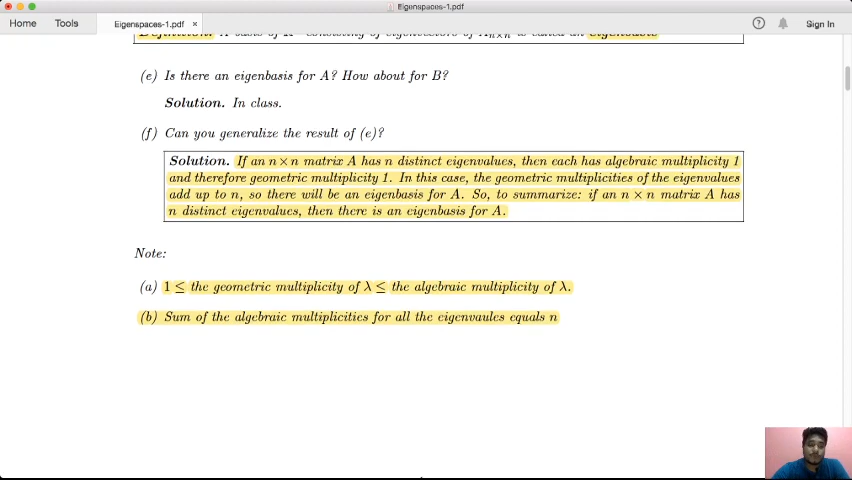 Eigenspaces-1.pdf
Home Tools Eigenspaces-1.pdf × ? Sign In
(e) Is there an eigenbasis for A? How about for B?
Solution. In class.
(f) Can you generalize the result of (e)?
Solution. If an n×n matrix A has n distinct eigenvalues, then each has algebraic multiplicity 1
and therefore geometric multiplicity 1. In this case, the geometric multiplicities of the eigenvalues
add up to n, so there will be an eigenbasis for A. So, to summarize: if an n × n matrix A has
n distinct eigenvalues, then there is an eigenbasis for A.
Note:
(a) 1 ≤ the geometric multiplicity of λ ≤ the algebraic multiplicity of λ.
(b) Sum of the algebraic multiplicities for all the eigenvaules equals n